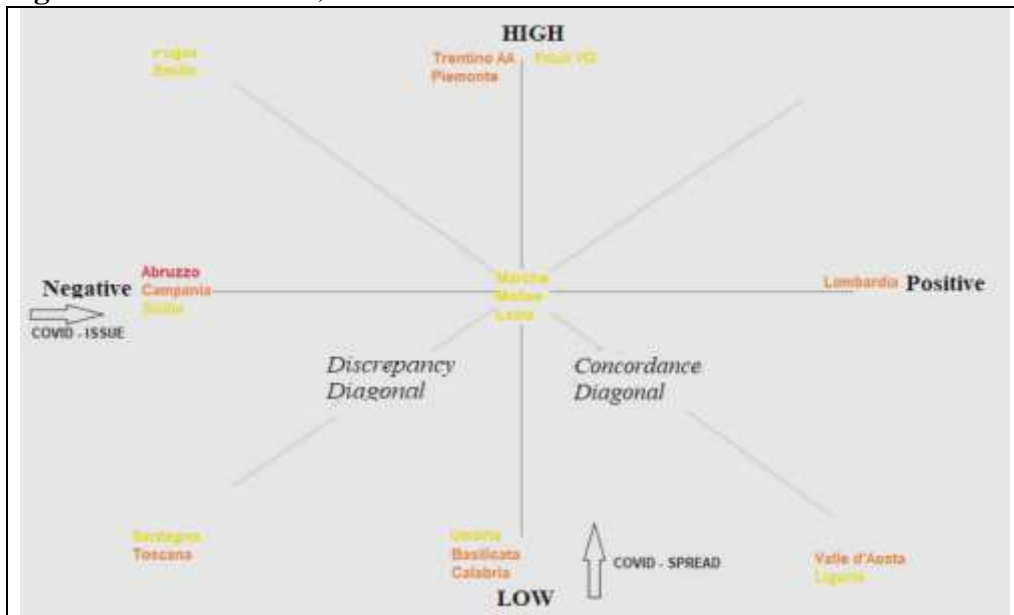 HIGH
Trentino AA Friuli VG
Piemonte
Puglia
Emilia
Abruzzo
Negative Campania
Sicilia
COVID - ISSUE
Marche
Molise
Lazio
Lombardia Positive
Discrepancy
Diagonal
Concordance
Diagonal
Sardegna
Toscana
Umbria
Basilicata
Calabria
COVID - SPREAD
LOW
Valle d'Aosta
Liguria